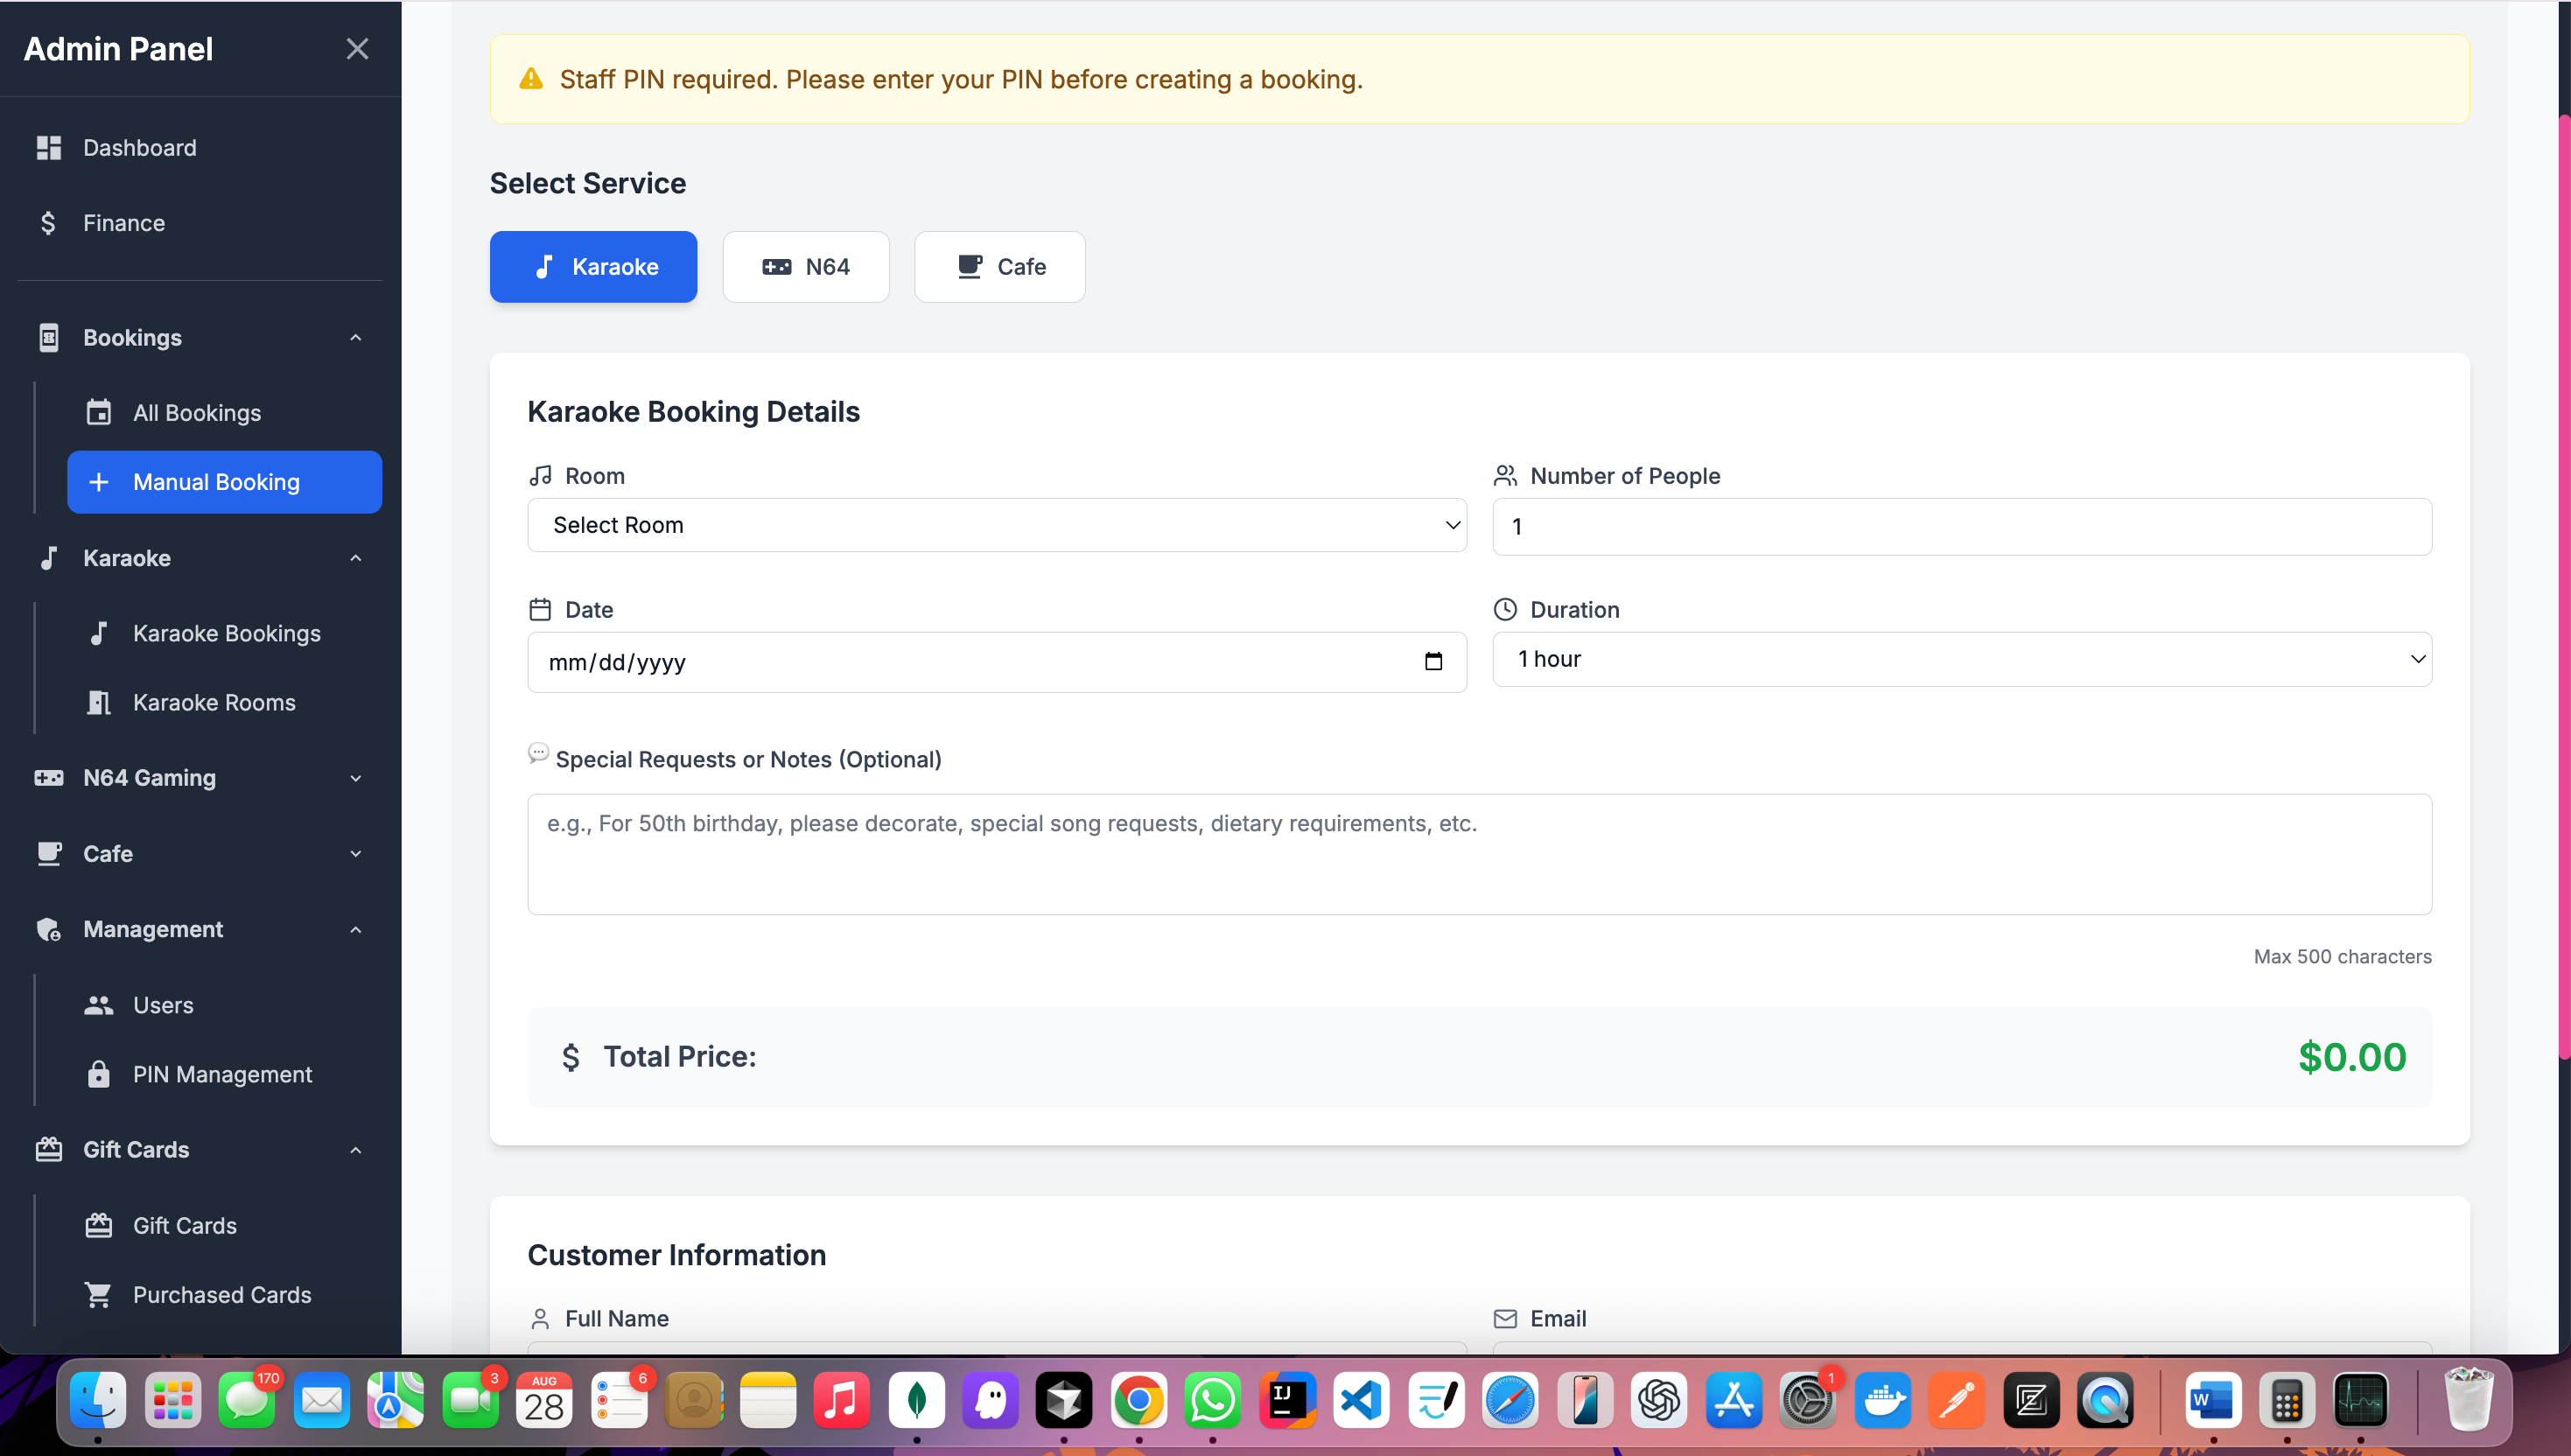 Admin Panel
Dashboard
Finance
Bookings
All Bookings
Manual Booking
Karaoke
Karaoke Bookings
Karaoke Rooms
N64 Gaming
Cafe
Management
Users
PIN Management
Gift Cards
Gift Cards
Purchased Cards
Staff PIN required. Please enter your PIN before creating a booking.
Select Service
Karaoke
N64
Cafe
Karaoke Booking Details
Room
Select Room
Number of People
1
Date
mm/dd/yyyy
Duration
1 hour
Special Requests or Notes (Optional)
e.g., For 50th birthday, please decorate, special song requests, dietary requirements, etc.
Max 500 characters
$ Total Price:
$0.00
Customer Information
Full Name
Email
170
3
AUG
28
6
IJ
1
W